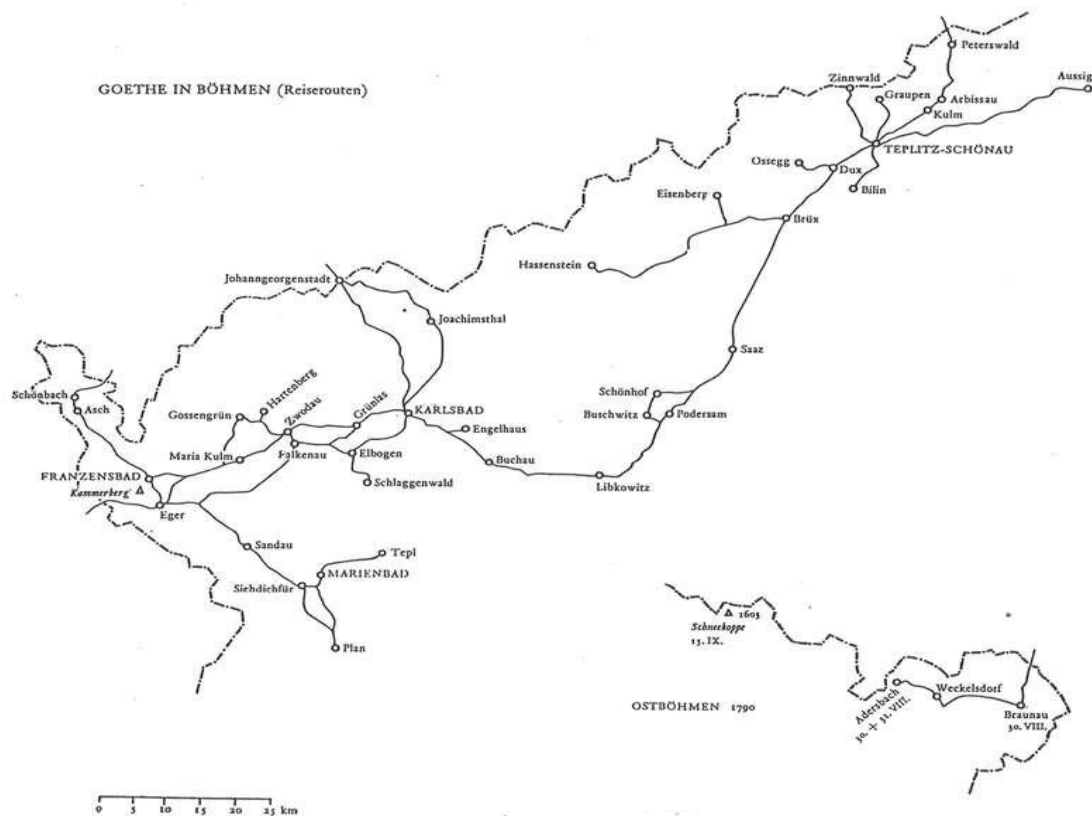 GOETHE IN BÖHMEN (Reiserouten)
Peterswald
Zinnwald
Graupen
Aussig
Arbissau
Kulm
TEPLITZ-SCHÖNAU
Ossegg
Dux
Bilin
Eisenberg
Brüx
Hassenstein
Johanngeorgenstadt
Joachimsthal
Saaz
Schönbach
Asch
Hartenberg
Gossengrün
Zwodau
Grünlas
KARLSBAD
Schönhof
Buschwitz
Podersam
Engelhaus
Maria Kulm
Falkenau
Elbogen
Buchau
FRANZENSBAD
Kammerberg
Schlaggenwald
Libkowitz
Eger
Sandau
Tepl
MARIENBAD
Siehdichfür
Plan
1603
Schneekoppe
15. IX.
OSTBÖHMEN 1790
Adersbach
30. + 31. VIII.
Weckelsdorf
Braunau
30. VIII.
0 5 10 15 20 25 km